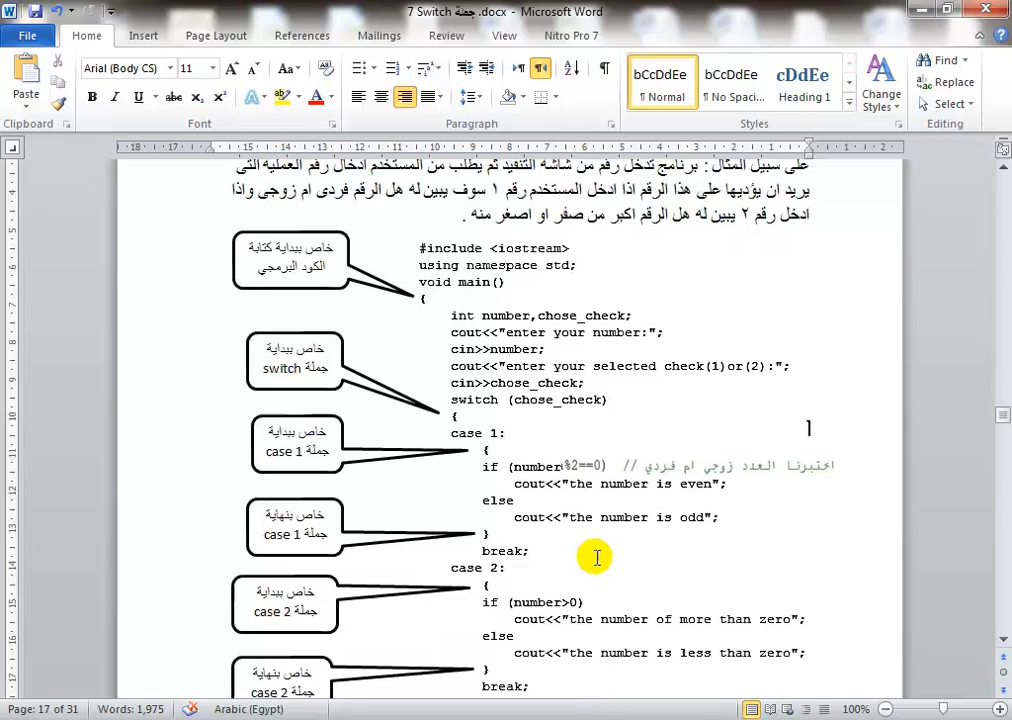 7 Switch جملة .docx - Microsoft Word
File Home Insert Page Layout References Mailings Review View Nitro Pro 7
Paste
Arial (Body CS) 11
Aa
AaBbCcDdEe
Normal No Spaci... Heading 1
Change Styles
Find
Replace
Select
Clipboard Font Paragraph Styles Editing
على سبيل المثال : برنامج تدخل رقم من شاشه التنفيد ثم يطلب من المستخدم ادخال رقم العمليه التى
يريد ان يؤديها على هذا الرقم اذا ادخل المستخدم رقم ١ سوف يبين له هل الرقم فردى ام زوجى واذا
ادخل رقم ٢ يبين له هل الرقم اكبر من صفر او اصغر منه .
خاص ببداية كتابة
الكود البرمجي
#include <iostream>
using namespace std;
void main()
{
int number,chose_check;
cout<<"enter your number:";
cin>>number;
cout<<"enter your selected check(1)or(2):";
cin>>chose_check;
switch (chose_check)
{
خاص ببداية
جملة switch
case 1:
{
خاص ببداية
جملة case 1
if (number%2==0) // اختبرنا العدد زوجي ام فردي
cout<<"the number is even";
else
cout<<"the number is odd";
}
خاص بنهاية
جملة case 1
break;
case 2:
{
خاص ببداية
جملة case 2
if (number>0)
cout<<"the number of more than zero";
else
cout<<"the number is less than zero";
}
خاص بنهاية
جملة case 2
break;
Page: 17 of 31 Words: 1,975 Arabic (Egypt) 100%